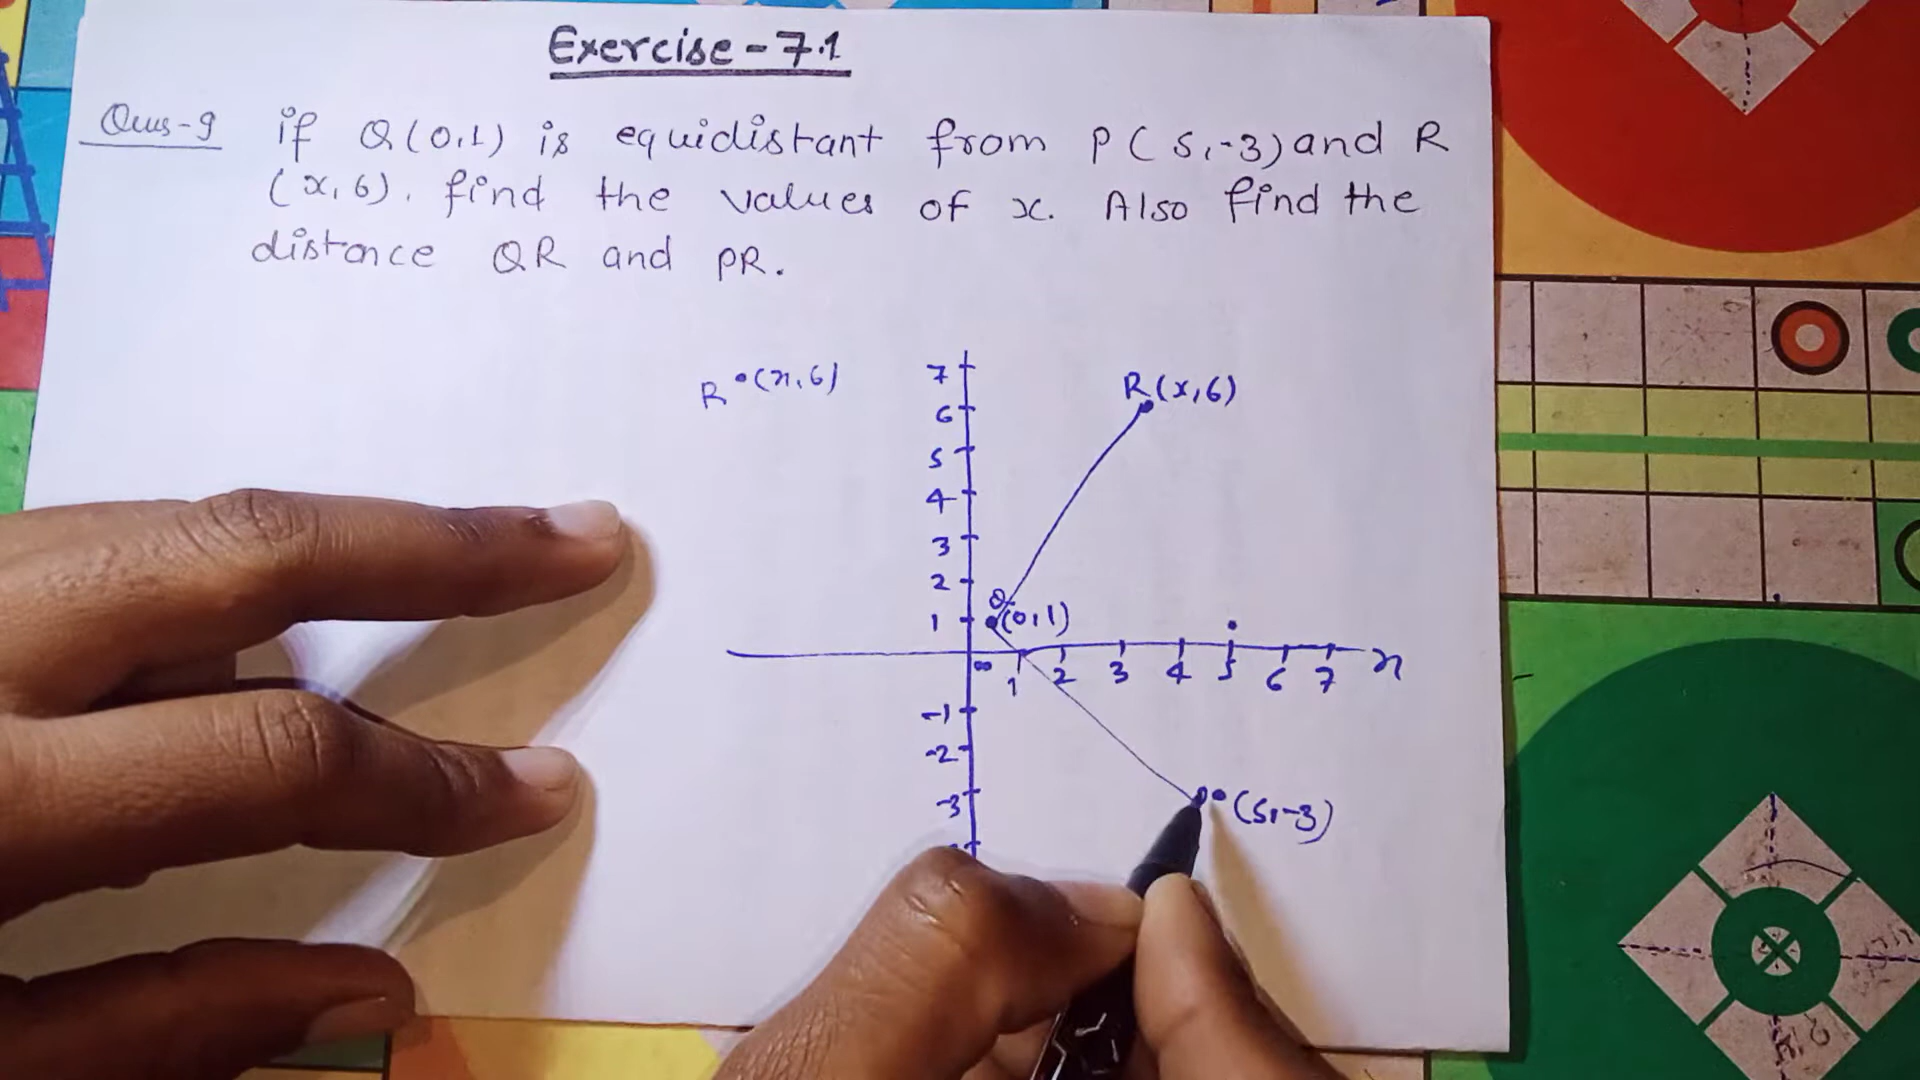 Exercise-7.1
Qus-9 if Q(0,1) is equidistant from P(5,-3) and R
(x,6). find the values of x. Also find the
distance QR and PR.
R (x,6)
R(x,6)
7
6
5
4
3
2
1
Q
(0,1)
x
1 2 3 4 5 6 7
-1
-2
-3
(5,-3)